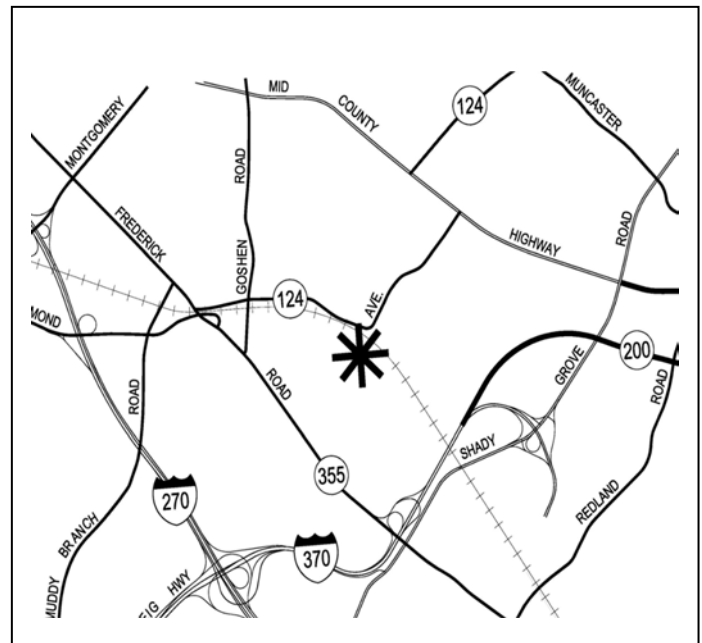 MID
COUNTY
124
MUNCASTER
MONTGOMERY
ROAD
ROAD
FREDERICK
HIGHWAY
GOSHEN
AVE.
124
MOND
200
ROAD
GROVE
ROAD
ROAD
SHADY
355
270
REDLAND
BRANCH
370
HWY
EIG
MUDDY